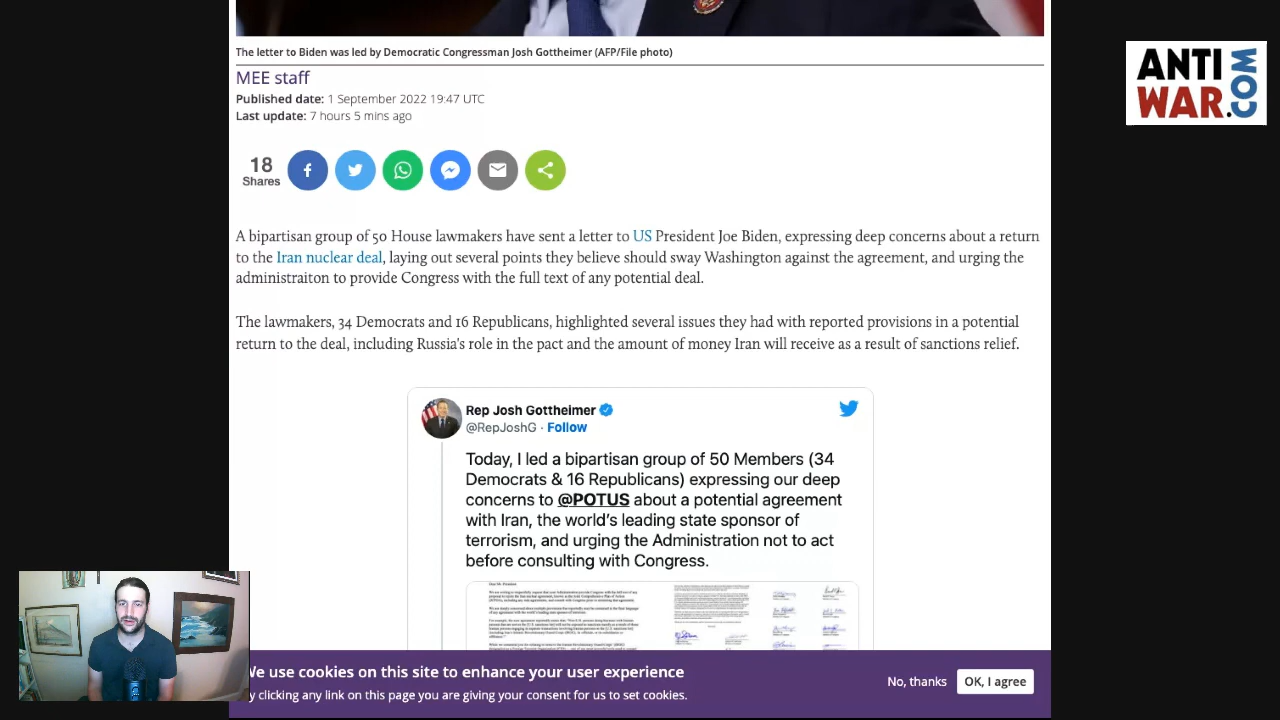 The letter to Biden was led by Democratic Congressman Josh Gottheimer (AFP/File photo)
MEE staff
Published date: 1 September 2022 19:47 UTC
Last update: 7 hours 5 mins ago
18
Shares
A bipartisan group of 50 House lawmakers have sent a letter to US President Joe Biden, expressing deep concerns about a return
to the Iran nuclear deal, laying out several points they believe should sway Washington against the agreement, and urging the
administraiton to provide Congress with the full text of any potential deal.
The lawmakers, 34 Democrats and 16 Republicans, highlighted several issues they had with reported provisions in a potential
return to the deal, including Russia's role in the pact and the amount of money Iran will receive as a result of sanctions relief.
Rep Josh Gottheimer
@RepJoshG · Follow
Today, I led a bipartisan group of 50 Members (34
Democrats & 16 Republicans) expressing our deep
concerns to @POTUS about a potential agreement
with Iran, the world's leading state sponsor of
terrorism, and urging the Administration not to act
before consulting with Congress.
We use cookies on this site to enhance your user experience
y clicking any link on this page you are giving your consent for us to set cookies.
No, thanks
OK, I agree
ANTI
WAR.COM